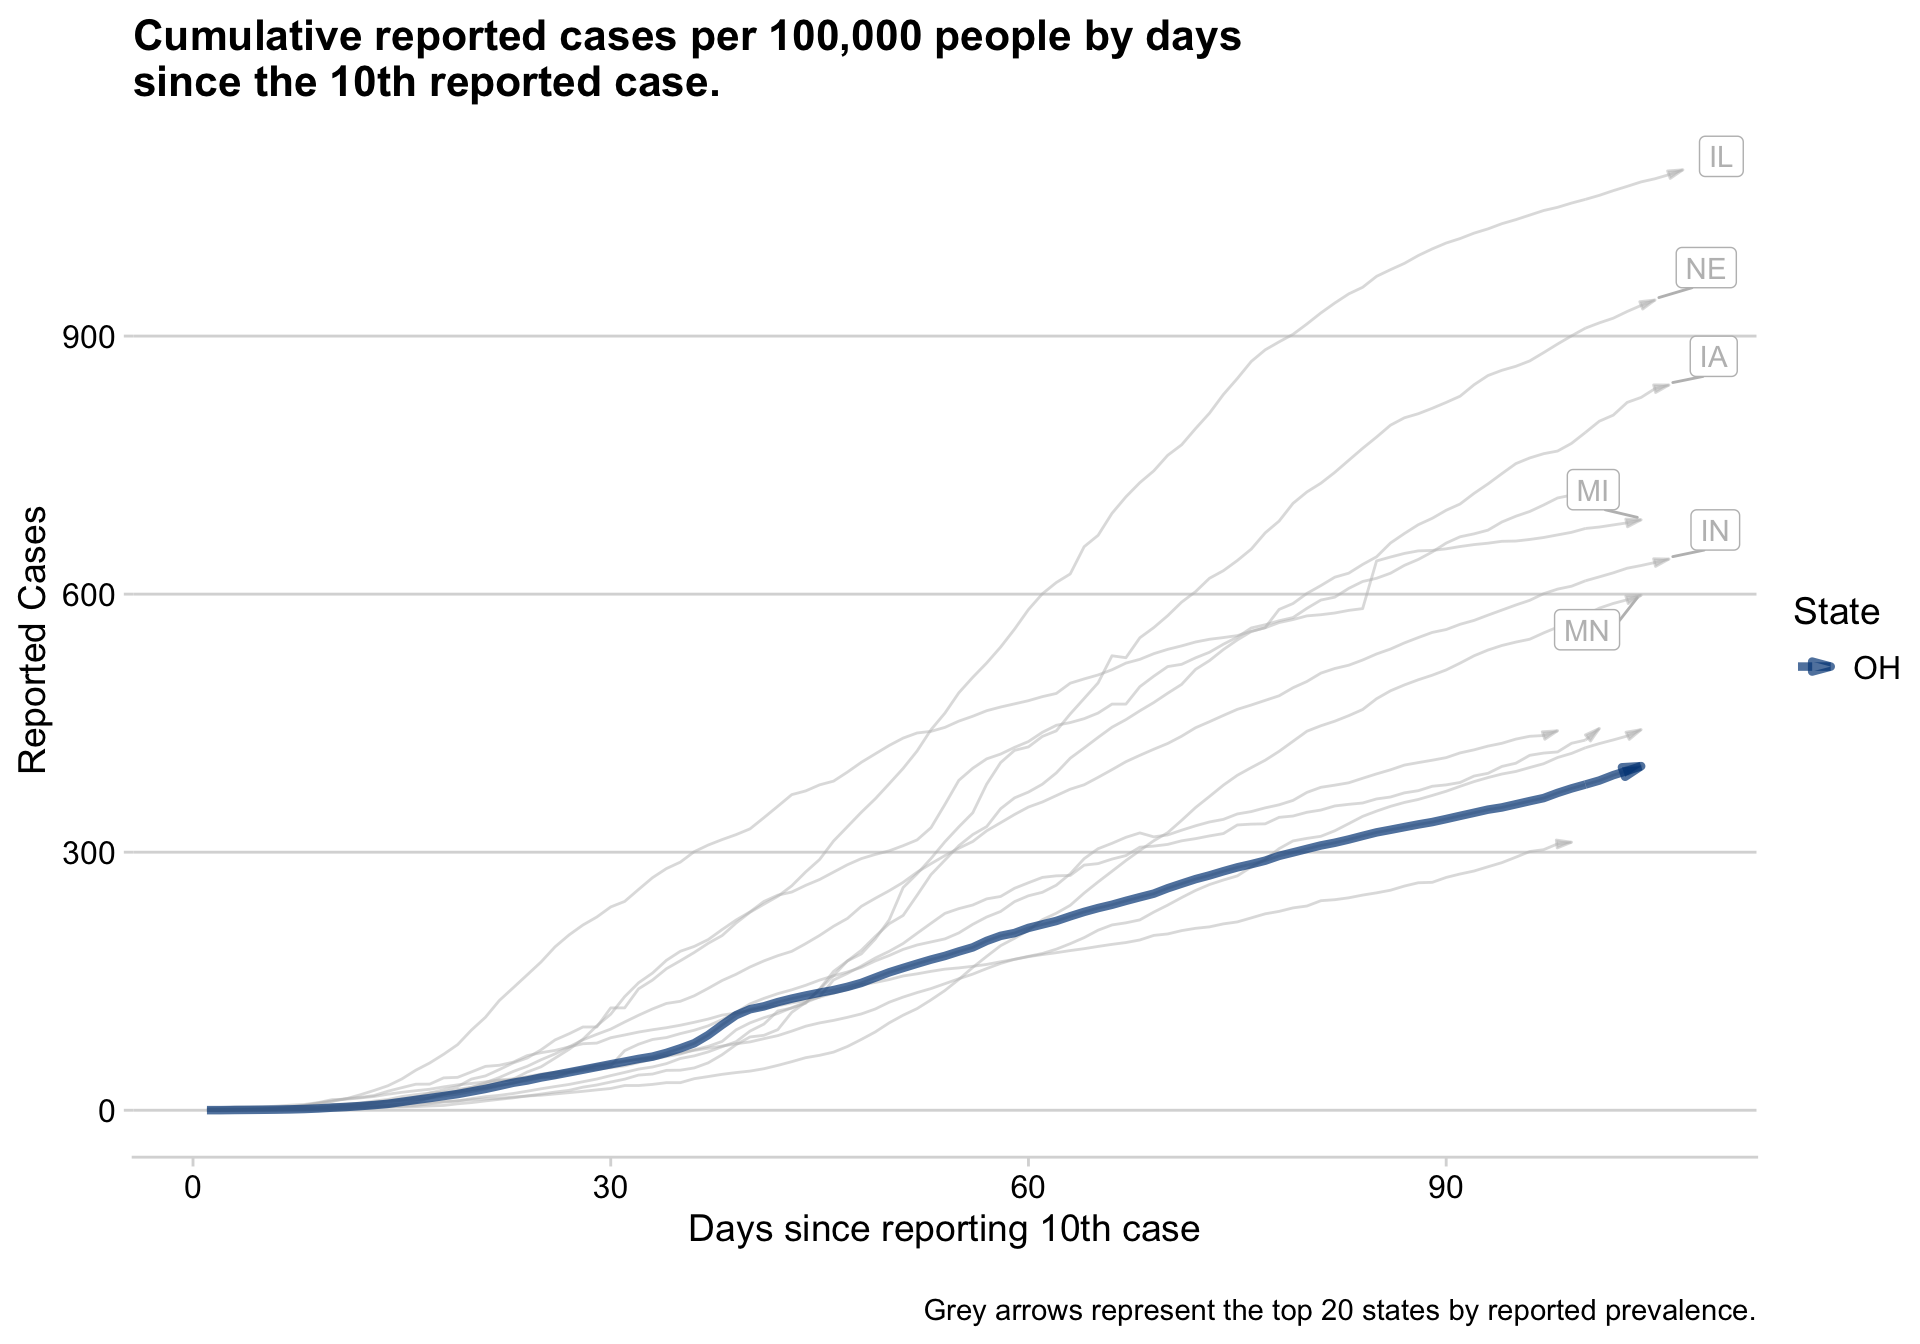 Cumulative reported cases per 100,000 people by days
since the 10th reported case.
IL
NE
900
IA
MI
IN
600
MN
Reported Cases
State
OH
300
0
0 30 60 90
Days since reporting 10th case
Grey arrows represent the top 20 states by reported prevalence.